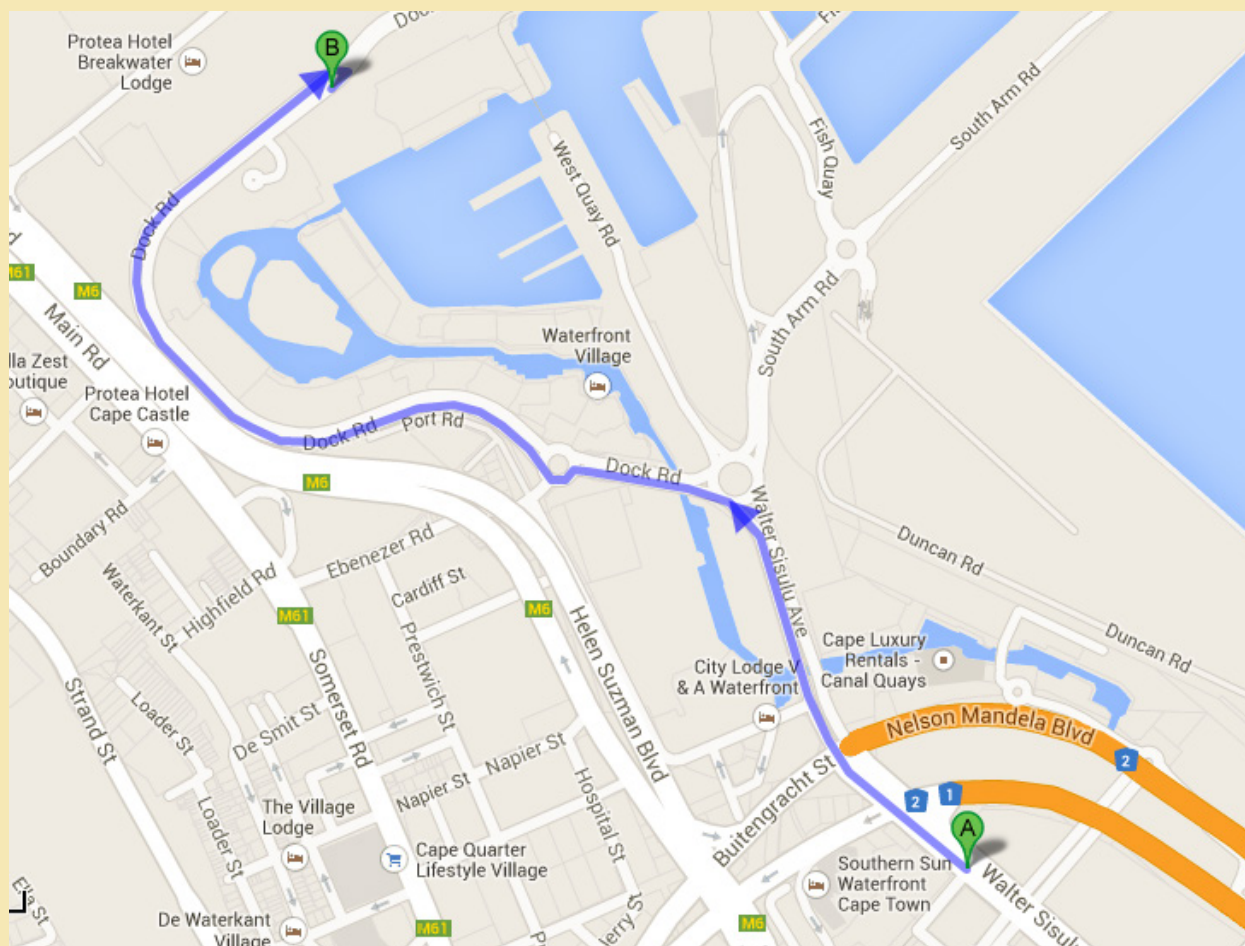 Dock
Protea Hotel
Breakwater
Lodge
B
Fish Quay
South Arm Rd
West Quay Rd
Dock Rd
M61
M6
Main Rd
Waterfront
Village
South Arm Rd
Protea Hotel
Cape Castle
Dock Rd
Port Rd
Dock Rd
M6
Walter Sisulu Ave
Boundary Rd
Ebenezer Rd
Duncan Rd
Waterkant St
Highfield Rd
Cardiff St
M61
M6
Helen Suzman Blvd
Prestwich St
Cape Luxury
Rentals -
Canal Quays
Duncan Rd
City Lodge V
& A Waterfront
Strand St
Somerset Rd
De Smit St
Loader St
Nelson Mandela Blvd
2
Napier St
Napier St
Hospital St
Buitengracht St
2
1
A
The Village
Lodge
Loader St
Cape Quarter
Lifestyle Village
Southern Sun
Waterfront
Cape Town
Walter Sisulu
De Waterkant
Village
M61
M6